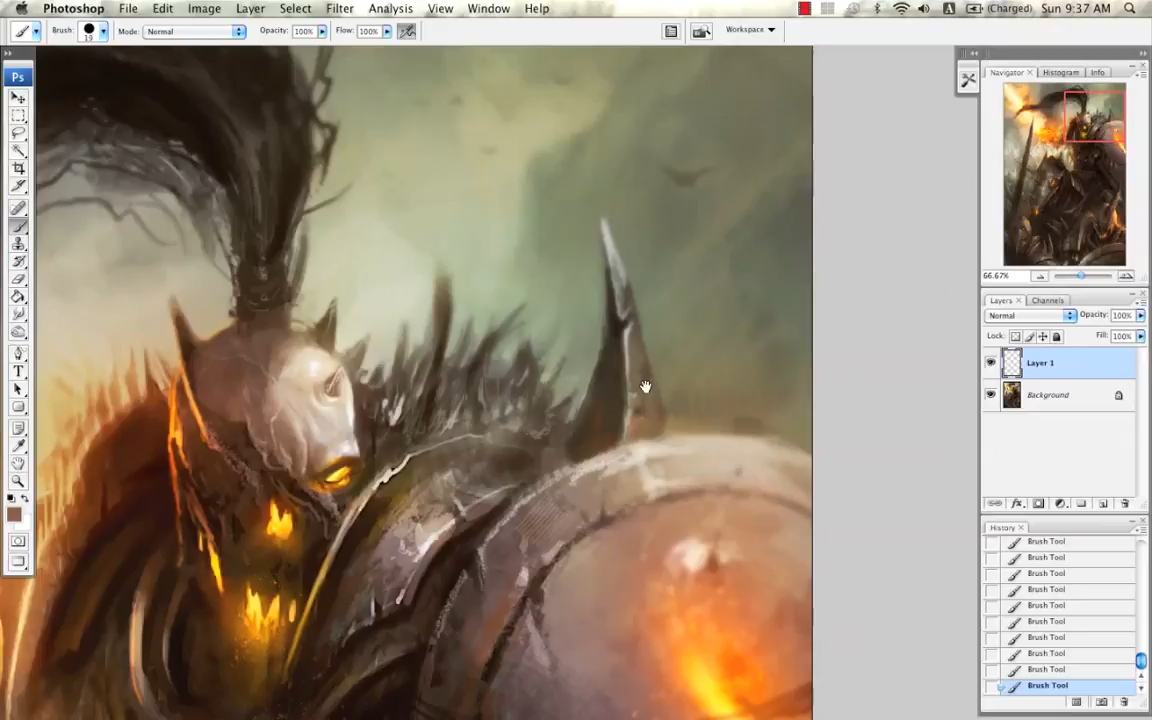 Photoshop File Edit Image Layer Select Filter Analysis View Window Help (Charged) Sun 9:37 AM
Brush: 19 Mode: Normal Opacity: 100% Flow: 100% Workspace
Ps
Navigator × Histogram Info
66.67%
Layers × Channels
Normal Opacity: 100%
Lock: Fill: 100%
Layer 1
Background
History ×
Brush Tool
Brush Tool
Brush Tool
Brush Tool
Brush Tool
Brush Tool
Brush Tool
Brush Tool
Brush Tool
Brush Tool